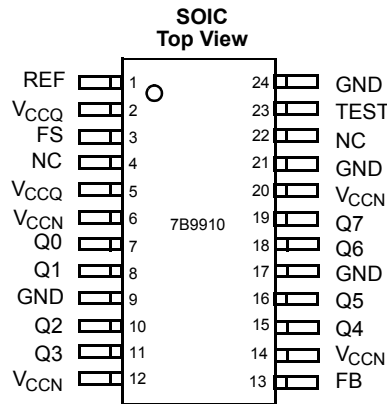 SOIC
Top View
REF 1 24 GND
VCCQ 2 23 TEST
FS 3 22 NC
NC 4 21 GND
VCCQ 5 20 VCCN
VCCN 6 19 Q7
7B9910
Q0 7 18 Q6
Q1 8 17 GND
GND 9 16 Q5
Q2 10 15 Q4
Q3 11 14 VCCN
VCCN 12 13 FB